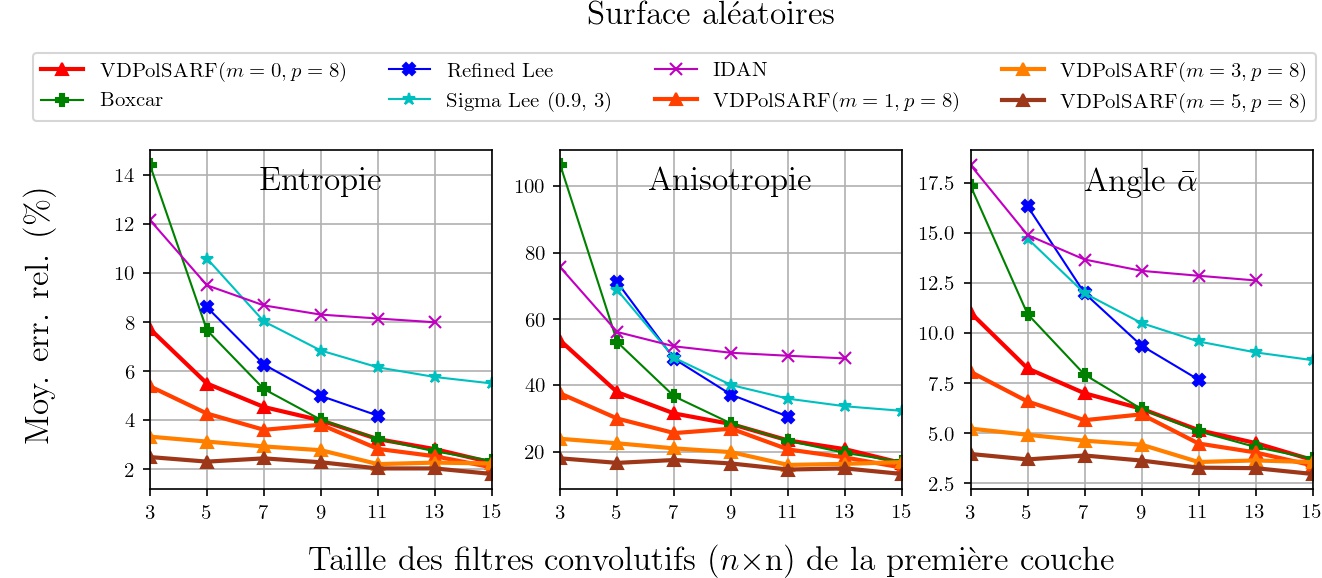 Surface aléatoires
VDPolSARF(m = 0, p = 8) Refined Lee IDAN VDPolSARF(m = 3, p = 8)
Boxcar Sigma Lee (0.9, 3) VDPolSARF(m = 1, p = 8) VDPolSARF(m = 5, p = 8)
Entropie Anisotropie Angle ᾱ
Moy. err. rel. (%)
14
12
10
8
6
4
2
3 5 7 9 11 13 15
100
80
60
40
20
3 5 7 9 11 13 15
17.5
15.0
12.5
10.0
7.5
5.0
2.5
3 5 7 9 11 13 15
Taille des filtres convolutifs (n×n) de la première couche